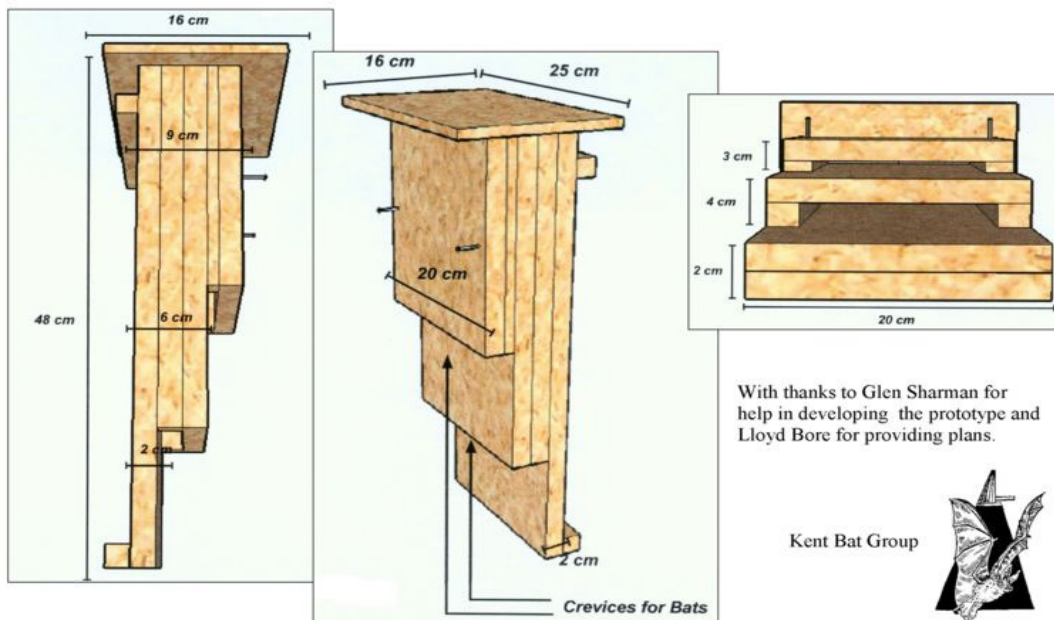 16 cm
9 cm
48 cm
6 cm
2 cm
16 cm
25 cm
20 cm
2 cm
Crevices for Bats
3 cm
4 cm
2 cm
20 cm
With thanks to Glen Sharman for
help in developing the prototype and
Lloyd Bore for providing plans.
Kent Bat Group